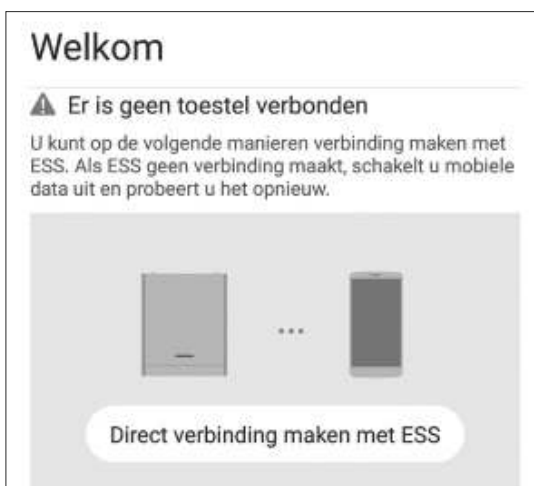 Welkom
Er is geen toestel verbonden
U kunt op de volgende manieren verbinding maken met
ESS. Als ESS geen verbinding maakt, schakelt u mobiele
data uit en probeert u het opnieuw.
Direct verbinding maken met ESS